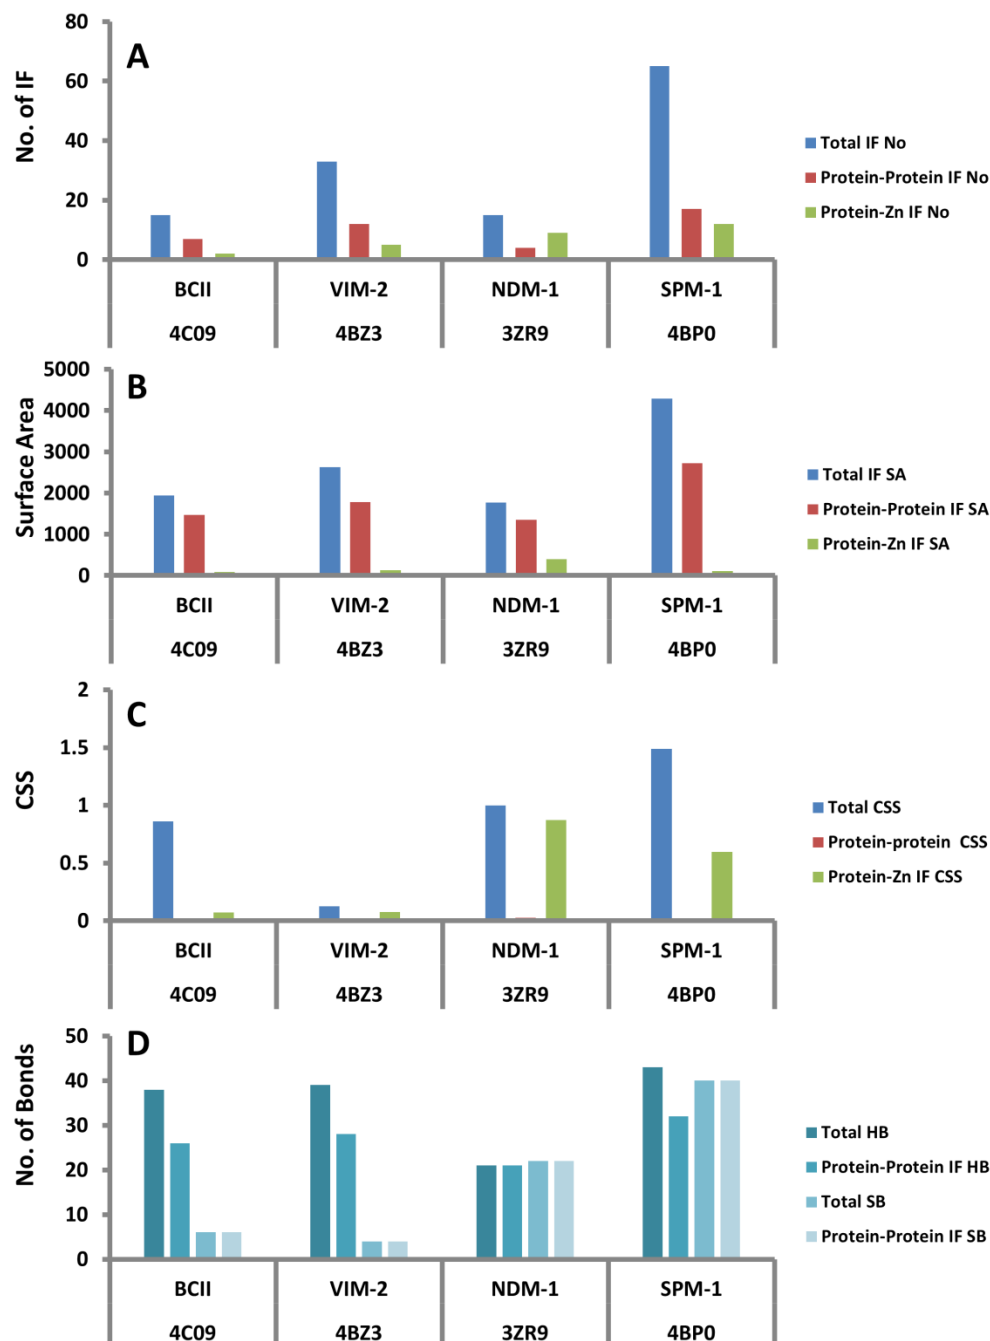 A
No. of IF
80
60
40
20
0
BCII VIM-2 NDM-1 SPM-1
4C09 4BZ3 3ZR9 4BP0
Total IF No
Protein-Protein IF No
Protein-Zn IF No
B
Surface Area
5000
4000
3000
2000
1000
0
BCII VIM-2 NDM-1 SPM-1
4C09 4BZ3 3ZR9 4BP0
Total IF SA
Protein-Protein IF SA
Protein-Zn IF SA
C
CSS
2
1.5
1
0.5
0
BCII VIM-2 NDM-1 SPM-1
4C09 4BZ3 3ZR9 4BP0
Total CSS
Protein-protein CSS
Protein-Zn IF CSS
D
No. of Bonds
50
40
30
20
10
0
BCII VIM-2 NDM-1 SPM-1
4C09 4BZ3 3ZR9 4BP0
Total HB
Protein-Protein IF HB
Total SB
Protein-Protein IF SB